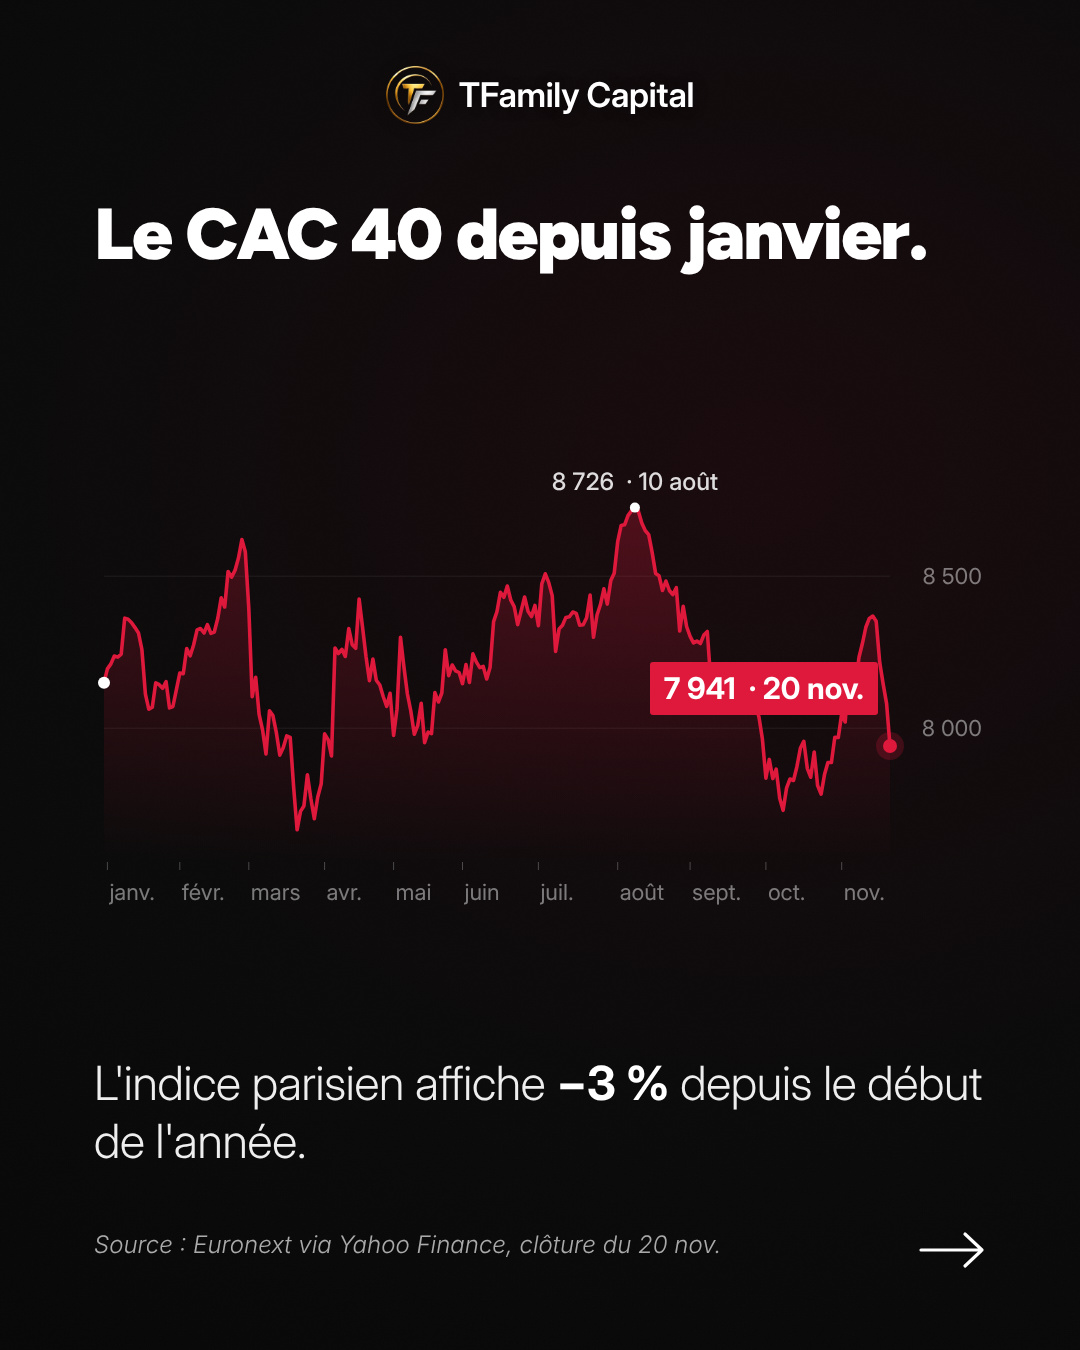 TF
TFamily Capital
Le CAC 40 depuis janvier.
8 726 · 10 août
8 500
7 941 · 20 nov.
8 000
janv. févr. mars avr. mai juin juil. août sept. oct. nov.
L'indice parisien affiche −3 % depuis le début
de l'année.
Source : Euronext via Yahoo Finance, clôture du 20 nov.